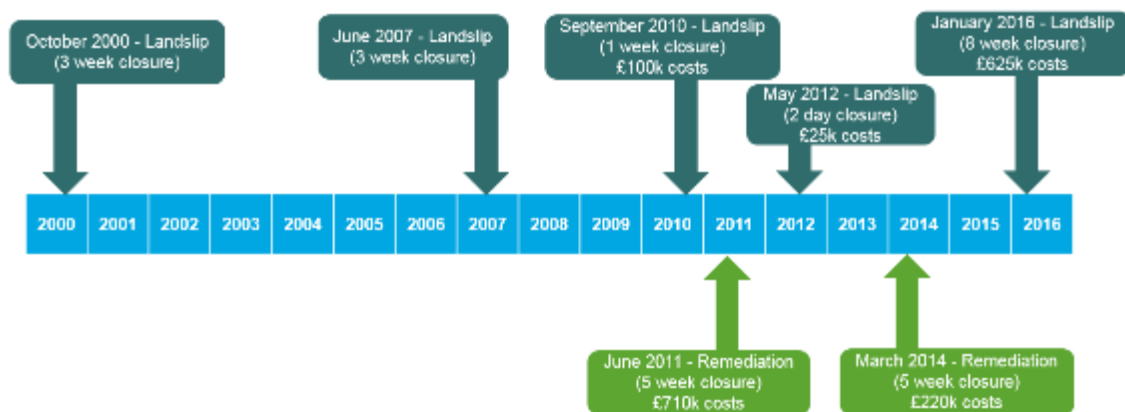 October 2000 - Landslip
(3 week closure)
June 2007 - Landslip
(3 week closure)
September 2010 - Landslip
(1 week closure)
£100k costs
May 2012 - Landslip
(2 day closure)
£25k costs
January 2016 - Landslip
(8 week closure)
£625k costs
2000 2001 2002 2003 2004 2005 2006 2007 2008 2009 2010 2011 2012 2013 2014 2015 2016
June 2011 - Remediation
(5 week closure)
£710k costs
March 2014 - Remediation
(5 week closure)
£220k costs